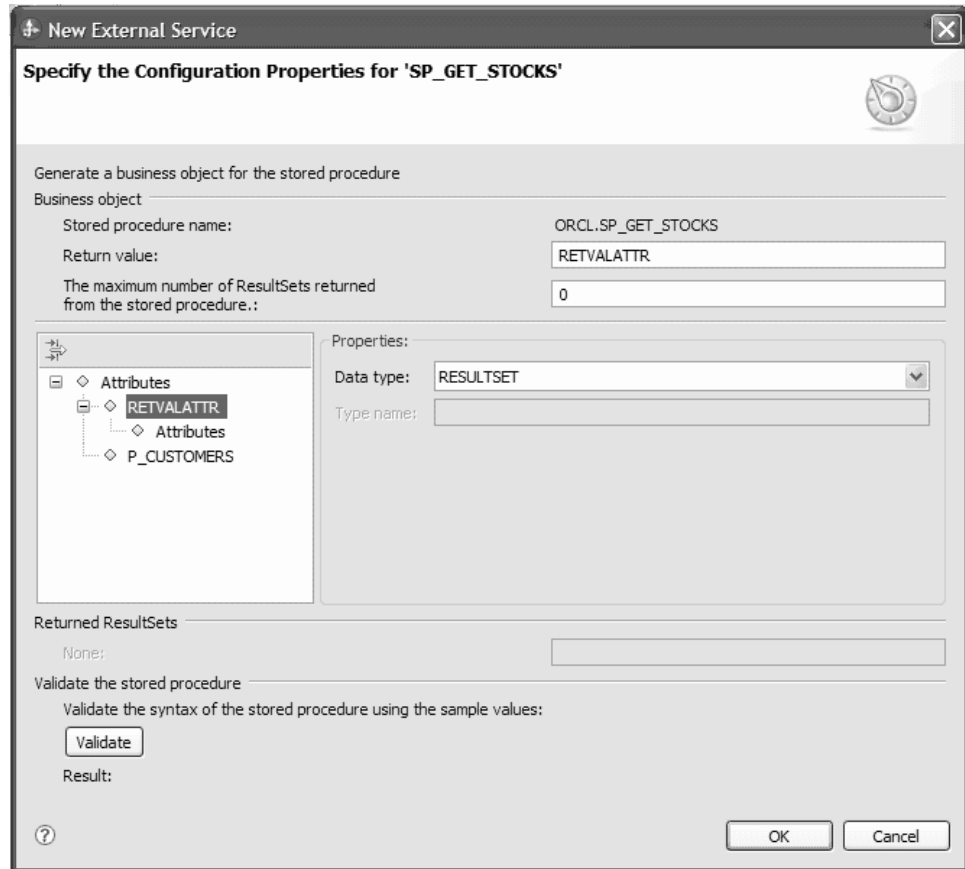 New External Service
Specify the Configuration Properties for 'SP_GET_STOCKS'
Generate a business object for the stored procedure
Business object
Stored procedure name: ORCL.SP_GET_STOCKS
Return value: RETVALATTR
The maximum number of ResultSets returned
from the stored procedure.: 0
Properties:
Attributes
Data type: RESULTSET
RETVALATTR
Type name:
Attributes
P_CUSTOMERS
Returned ResultSets
None:
Validate the stored procedure
Validate the syntax of the stored procedure using the sample values:
Validate
Result:
? OK Cancel